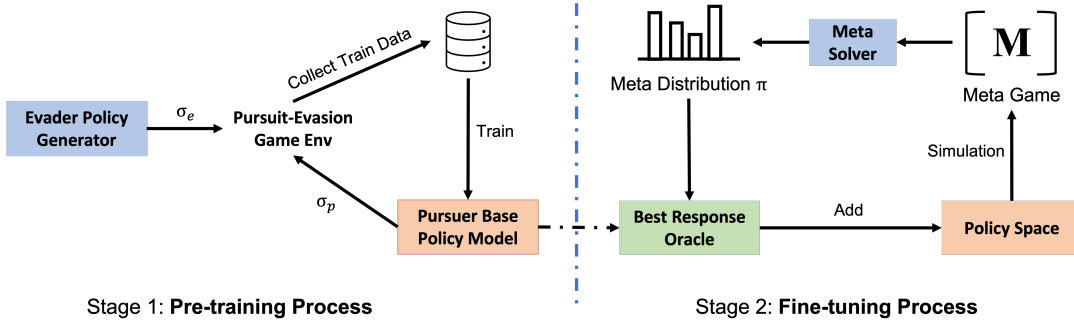 Collect Train Data
Evader Policy
Generator
σₑ
Pursuit-Evasion
Game Env
Train
σₚ
Pursuer Base
Policy Model
Stage 1: Pre-training Process
Meta Distribution π
Meta
Solver
M
Meta Game
Simulation
Best Response
Oracle
Add
Policy Space
Stage 2: Fine-tuning Process